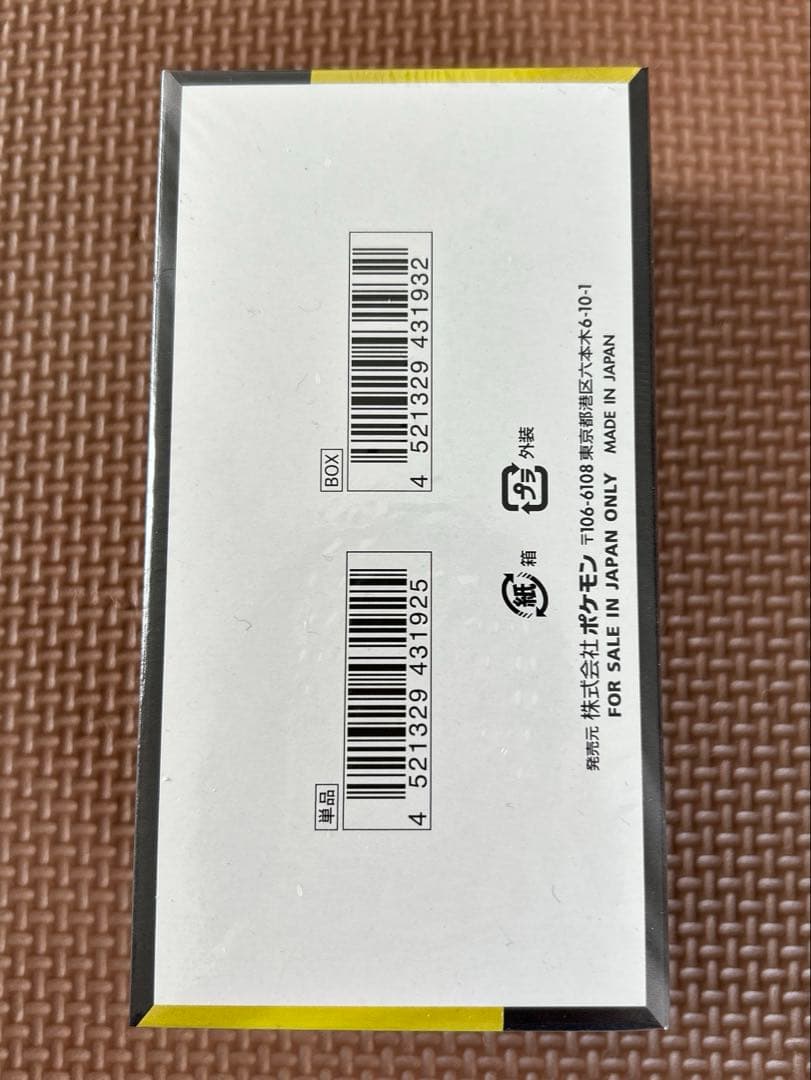 単品
4 521329 431925
BOX
4 521329 431932
紙 箱
プラ 外装
発売元 株式会社 ポケモン 〒106-6108 東京都港区六本木6-10-1
FOR SALE IN JAPAN ONLY MADE IN JAPAN